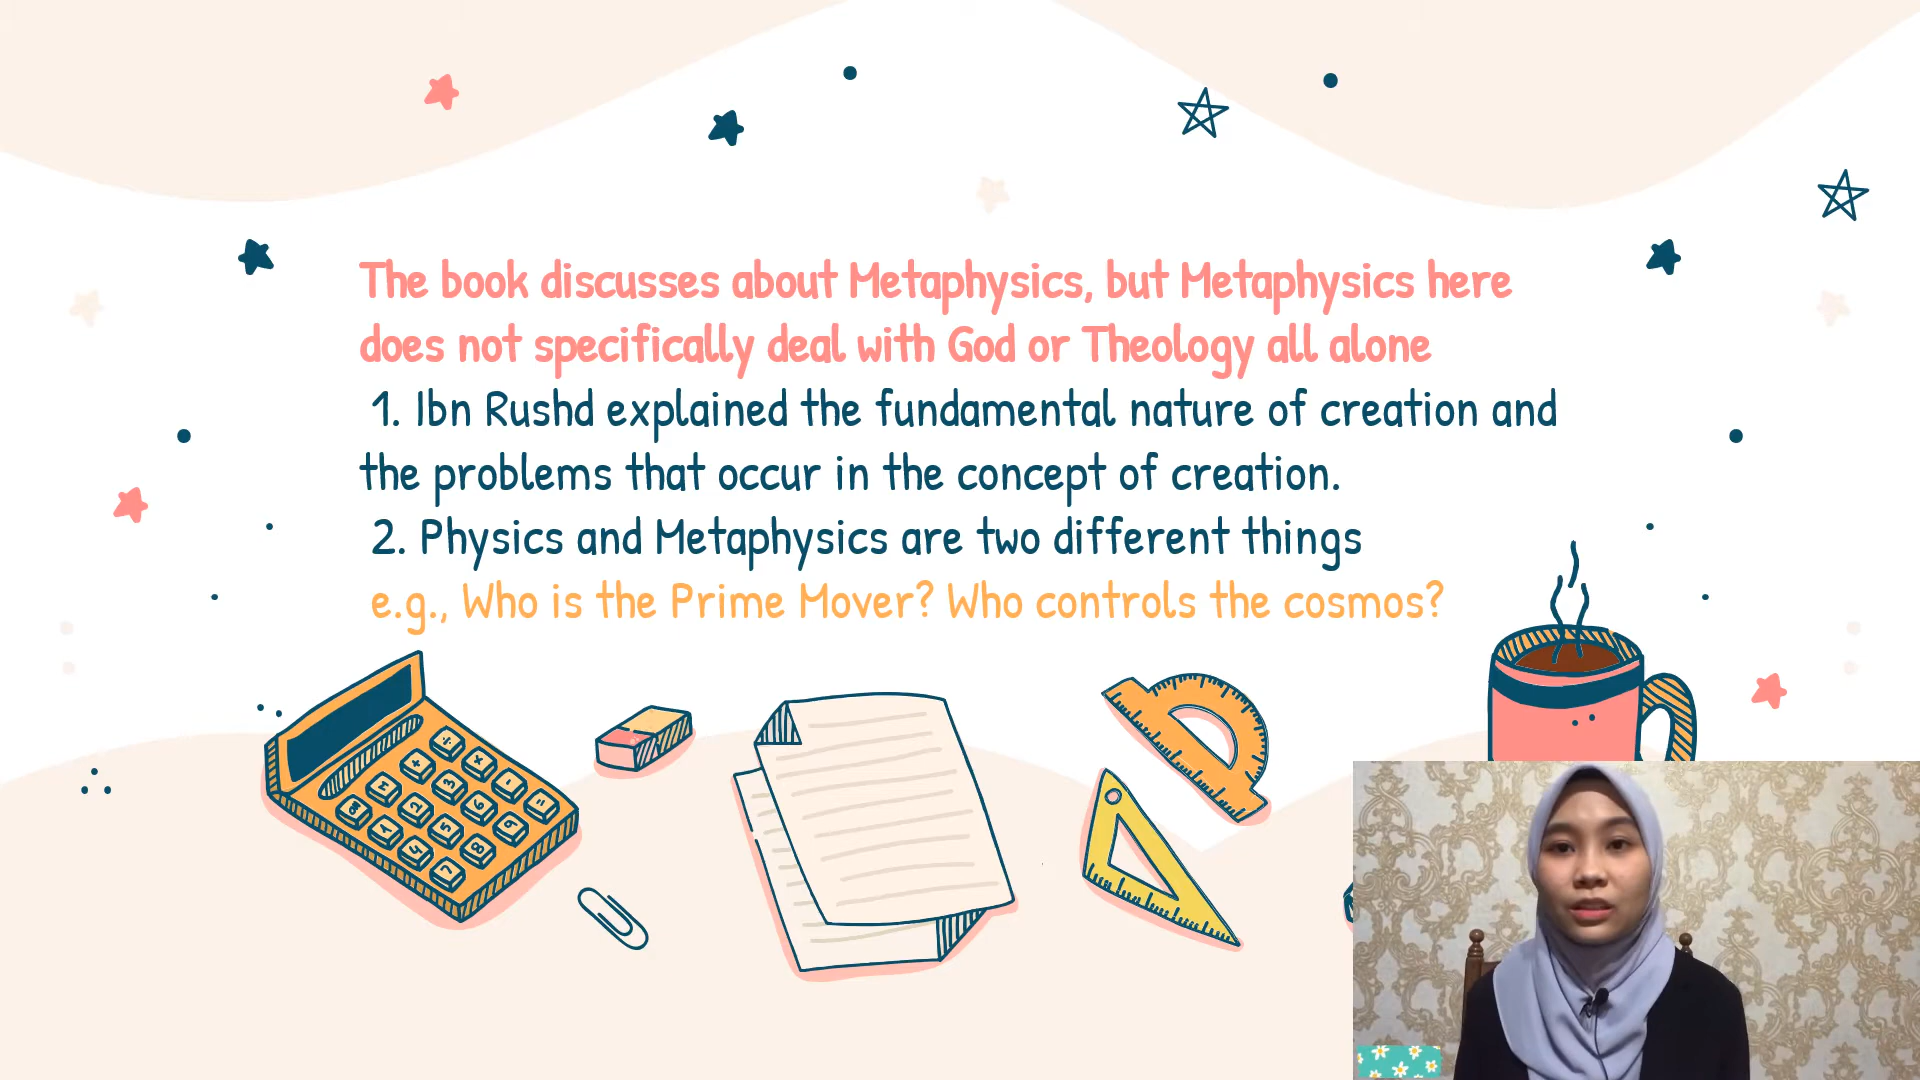 The book discusses about Metaphysics, but Metaphysics here
does not specifically deal with God or Theology all alone
1. Ibn Rushd explained the fundamental nature of creation and
the problems that occur in the concept of creation.
2. Physics and Metaphysics are two different things
e.g., Who is the Prime Mover? Who controls the cosmos?